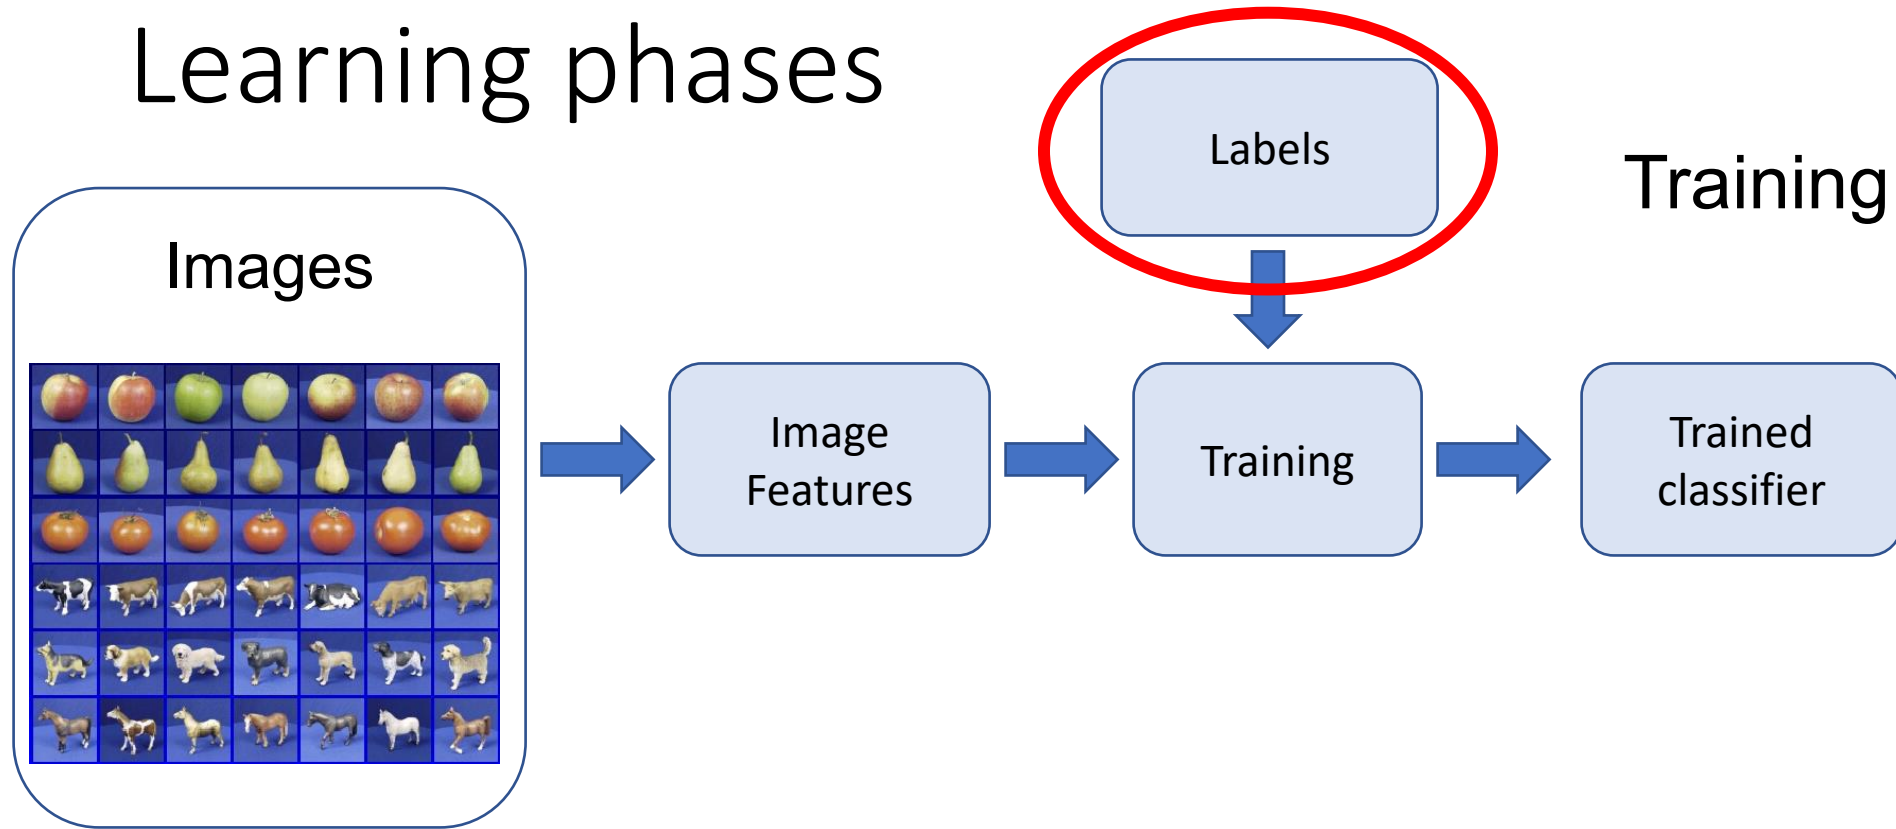 Learning phases
Labels
Training
Images
Image
Features
Training
Trained
classifier